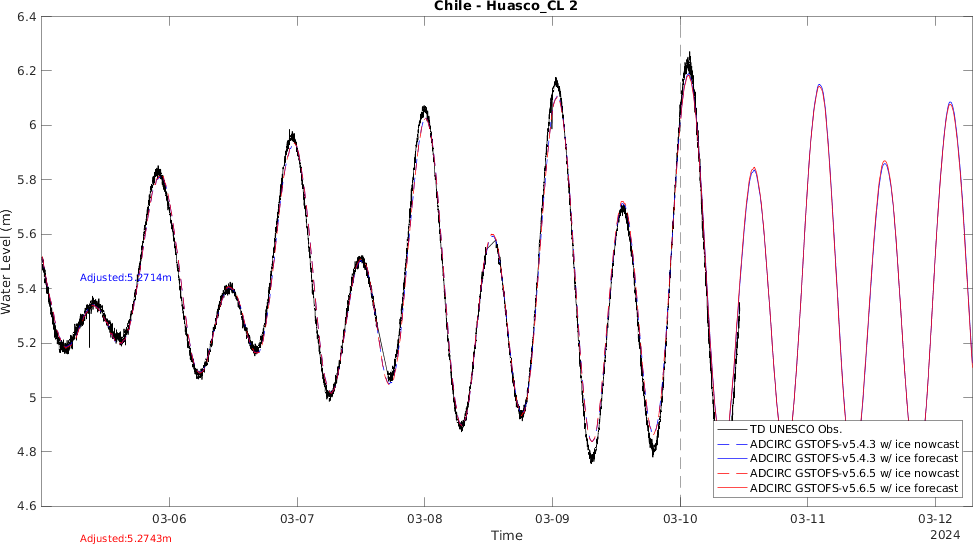 Chile - Huasco_CL 2
6.4
6.2
6
5.8
5.6
5.4
5.2
5
4.8
4.6
Water Level (m)
Adjusted:5.2714m
TD UNESCO Obs.
ADCIRC GSTOFS-v5.4.3 w/ ice nowcast
ADCIRC GSTOFS-v5.4.3 w/ ice forecast
ADCIRC GSTOFS-v5.6.5 w/ ice nowcast
ADCIRC GSTOFS-v5.6.5 w/ ice forecast
03-06 03-07 03-08 03-09 03-10 03-11 03-12
Time
2024
Adjusted:5.2743m